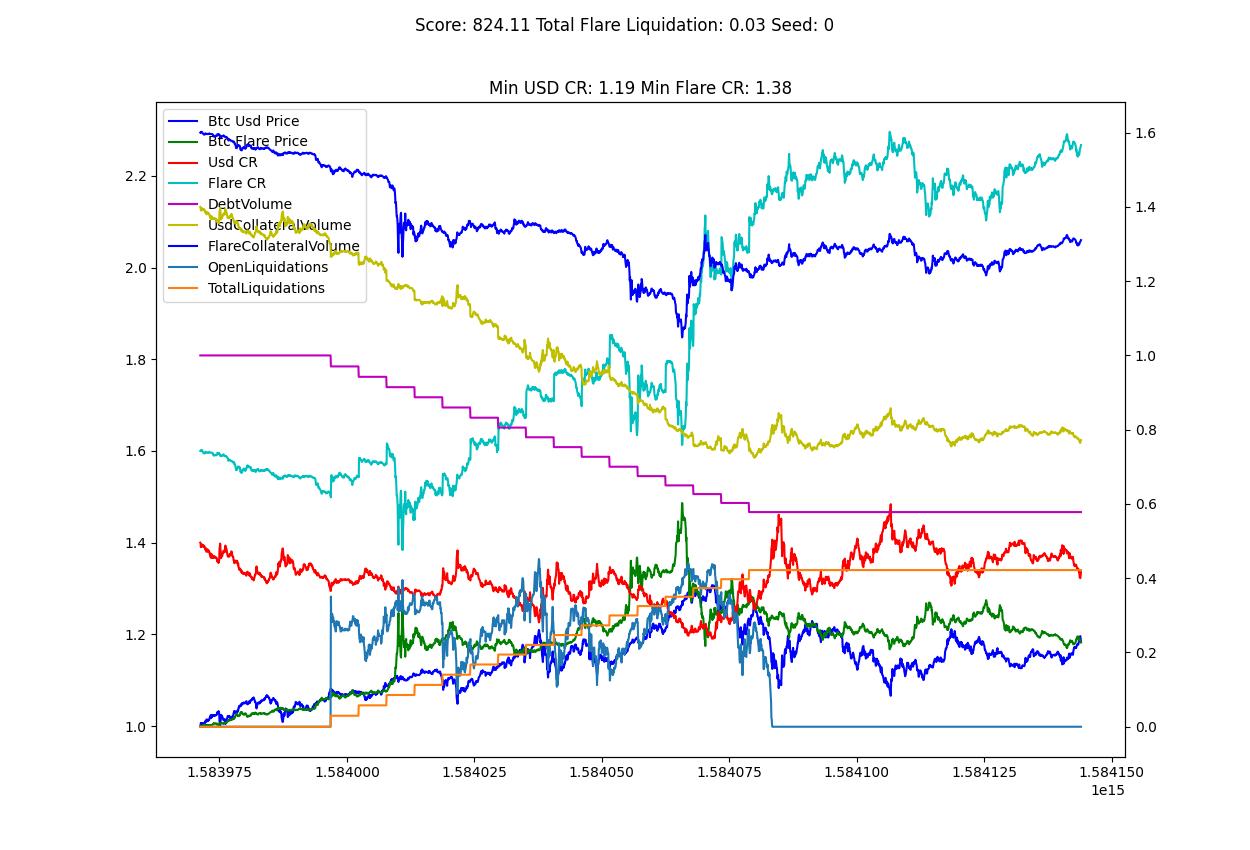 Score: 824.11 Total Flare Liquidation: 0.03 Seed: 0
Min USD CR: 1.19 Min Flare CR: 1.38
Btc Usd Price
Btc Flare Price
Usd CR
Flare CR
DebtVolume
UsdCollateralVolume
FlareCollateralVolume
OpenLiquidations
TotalLiquidations
2.2
2.0
1.8
1.6
1.4
1.2
1.0
1.6
1.4
1.2
1.0
0.8
0.6
0.4
0.2
0.0
1.583975 1.584000 1.584025 1.584050 1.584075 1.584100 1.584125 1.584150
1e15